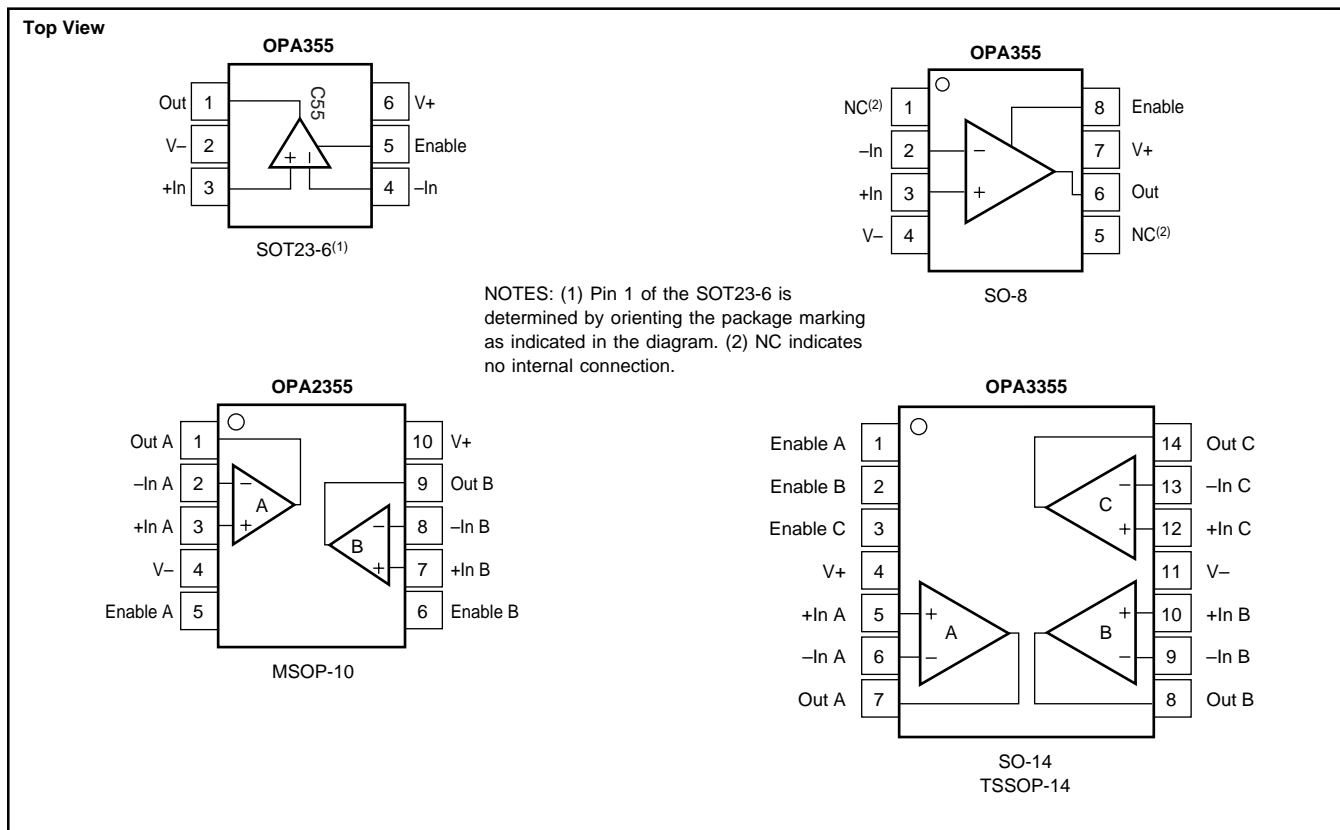 Top View
OPA355
Out 1
V– 2
+In 3
6 V+
5 Enable
4 –In
C55
+ –
SOT23-6(1)
OPA355
NC(2) 1
–In 2
+In 3
V– 4
8 Enable
7 V+
6 Out
5 NC(2)
–
+
SO-8
NOTES: (1) Pin 1 of the SOT23-6 is
determined by orienting the package marking
as indicated in the diagram. (2) NC indicates
no internal connection.
OPA2355
Out A 1
–In A 2
+In A 3
V– 4
Enable A 5
10 V+
9 Out B
8 –In B
7 +In B
6 Enable B
–
A
+
–
B
+
MSOP-10
OPA3355
Enable A 1
Enable B 2
Enable C 3
V+ 4
+In A 5
–In A 6
Out A 7
14 Out C
13 –In C
12 +In C
11 V–
10 +In B
9 –In B
8 Out B
–
C
+
+
A
–
+
B
–
SO-14
TSSOP-14